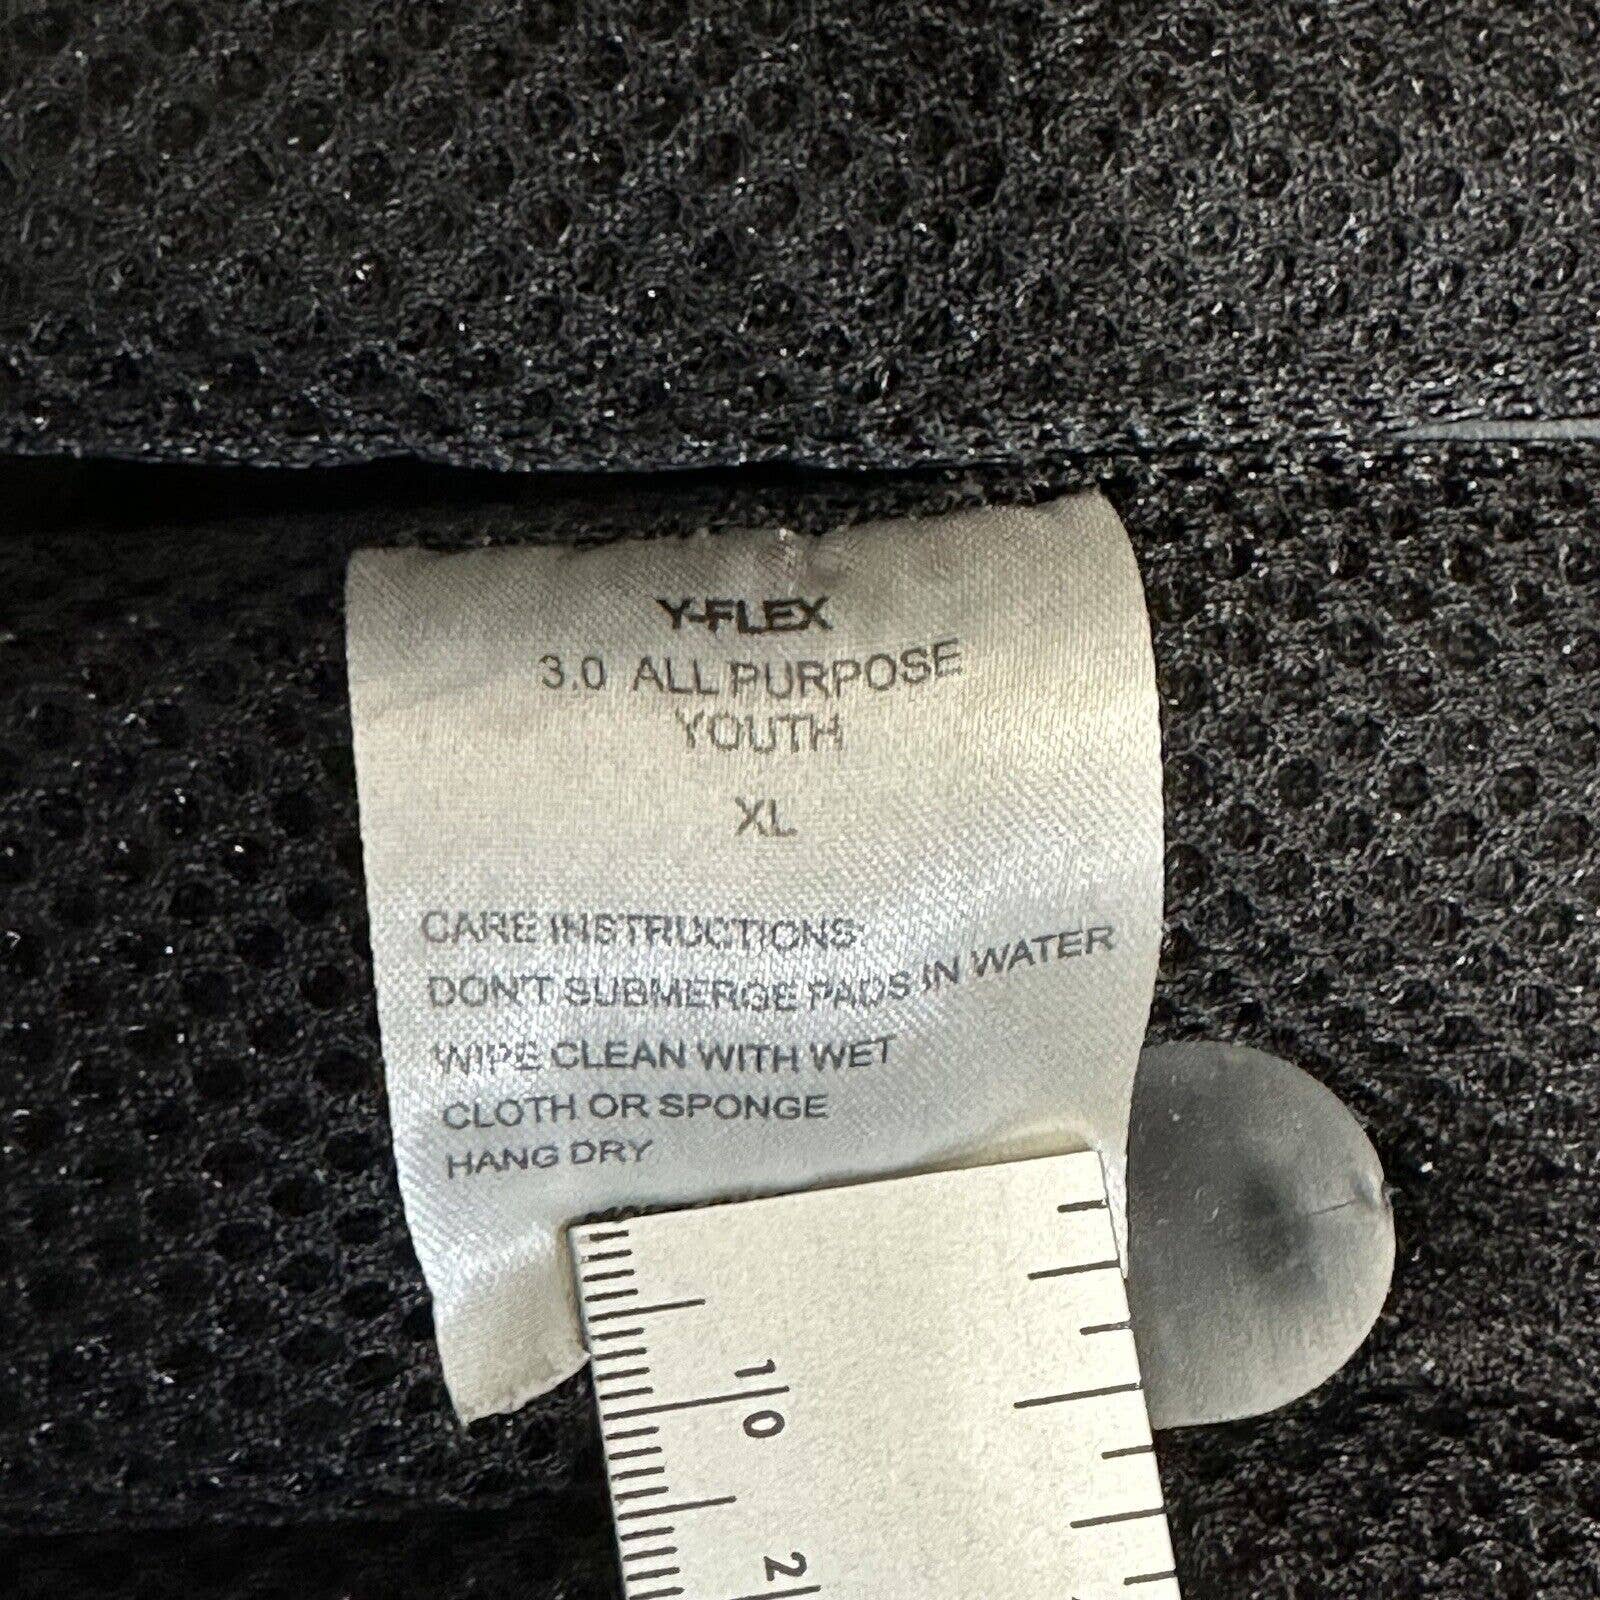 Y-FLEX
3.0 ALL PURPOSE
YOUTH
XL
CARE INSTRUCTIONS:
DON'T SUBMERGE PADS IN WATER
WIPE CLEAN WITH WET
CLOTH OR SPONGE
HANG DRY
10
2